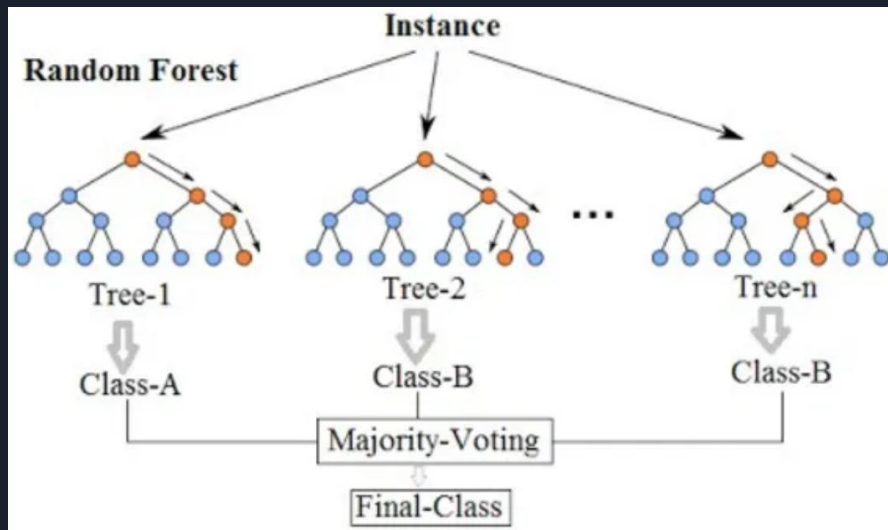 Instance
Random Forest
...
Tree-1
Tree-2
Tree-n
Class-A
Class-B
Class-B
Majority-Voting
Final-Class